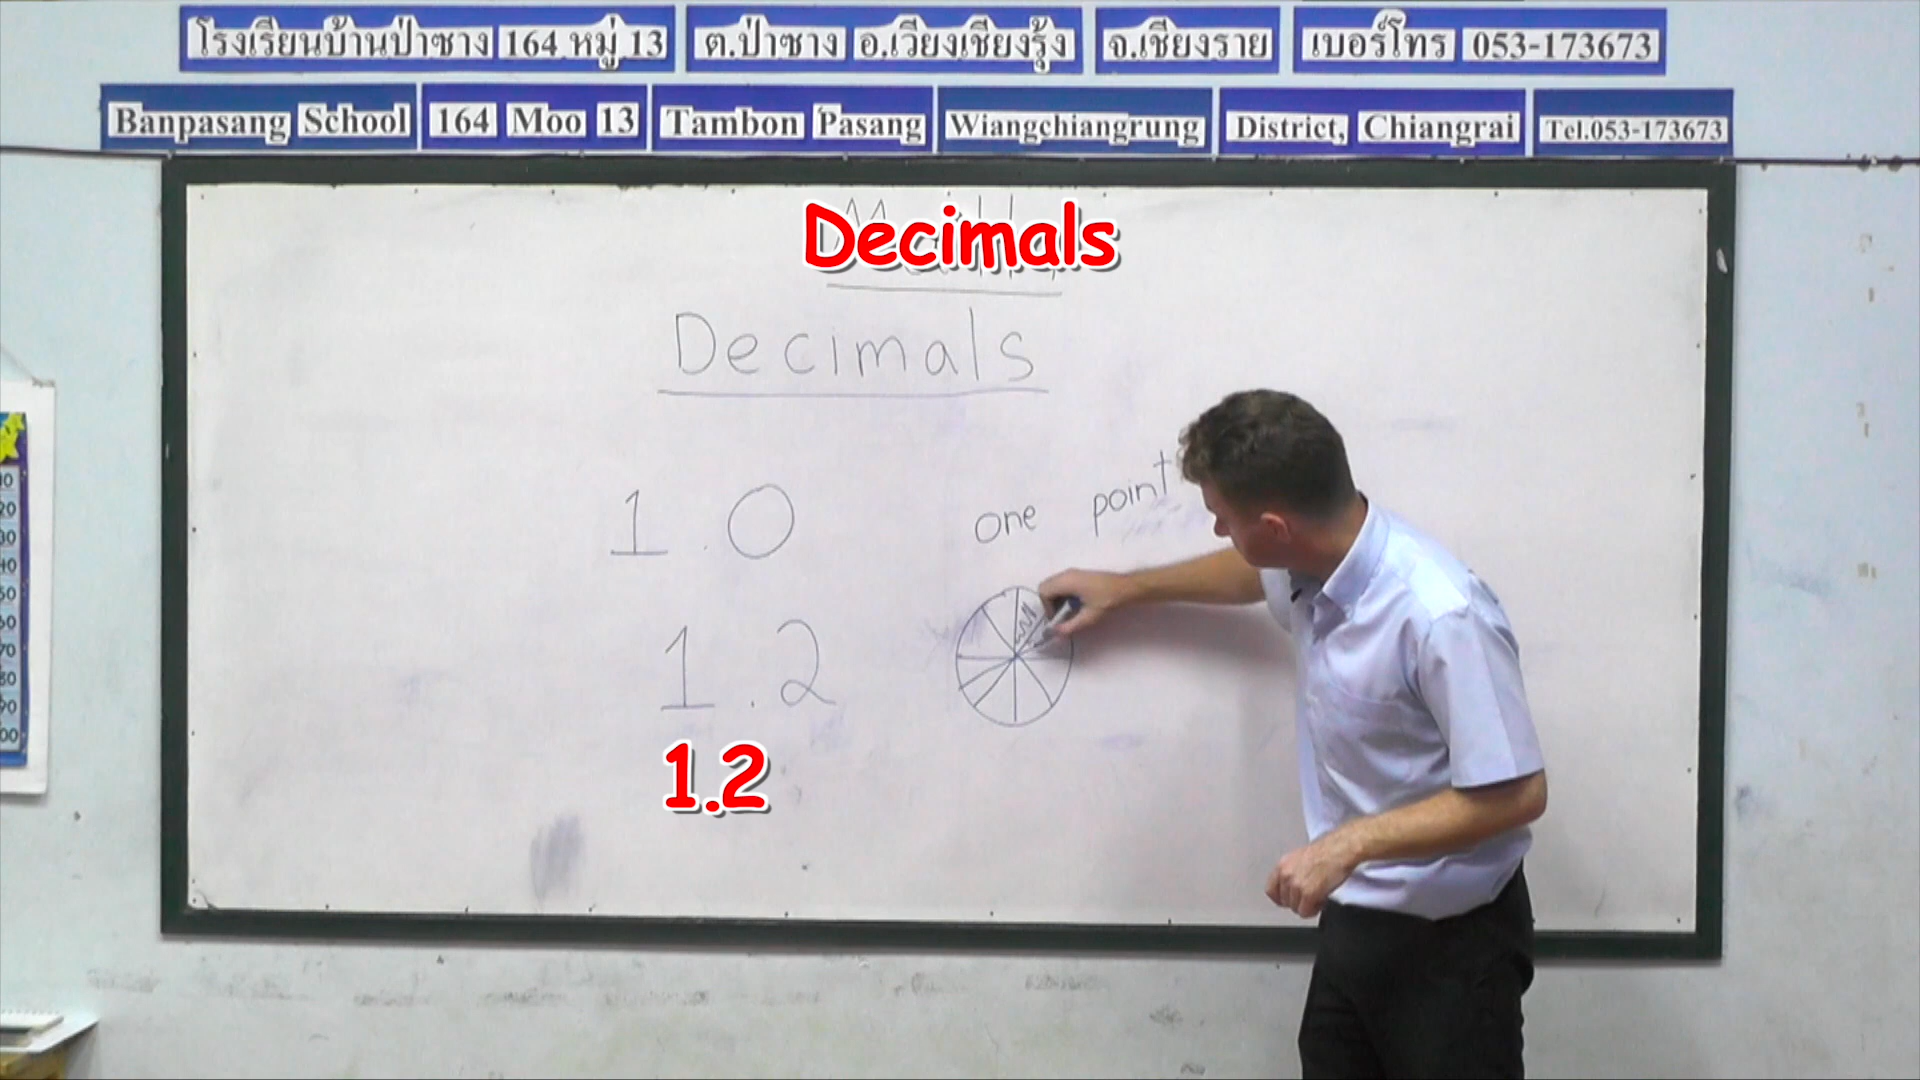 โรงเรียนบ้านป่าซาง 164 หมู่ 13 ต.ป่าซาง อ.เวียงเชียงรุ้ง จ.เชียงราย เบอร์โทร 053-173673
Banpasang School 164 Moo 13 Tambon Pasang Wiangchiangrung District, Chiangrai Tel.053-173673
Decimals
Decimals
1.0 one point
1.2
1.2